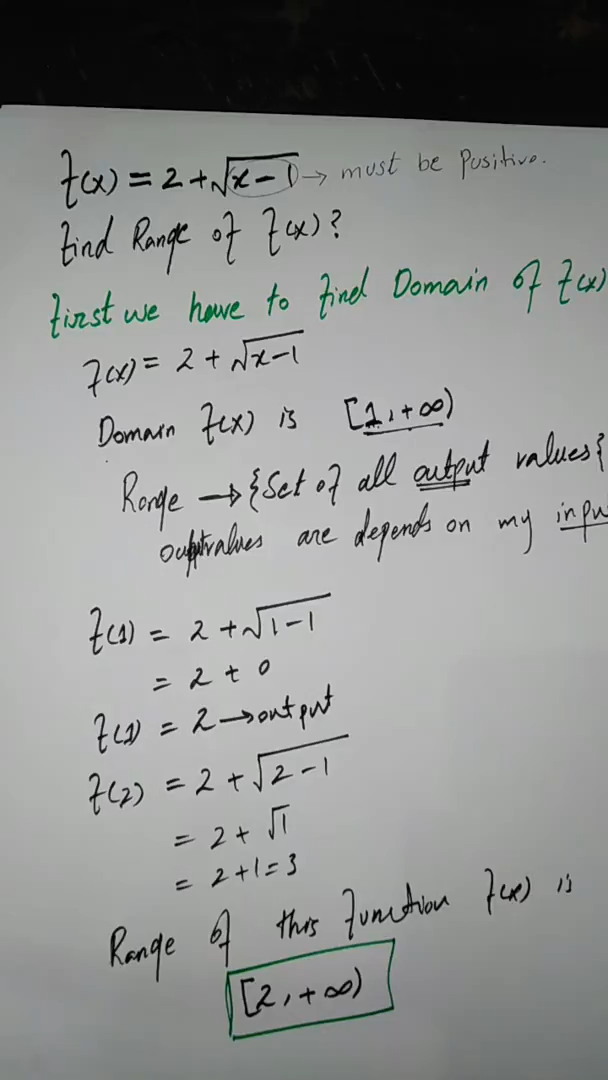 f(x) = 2 + √x-1 → must be Positive.
find Range of f(x)?
first we have to find Domain of f(x)
f(x) = 2 + √x-1
Domain f(x) is [1, +∞)
Range → {Set of all output values}
values are depends on my inpu
f(1) = 2 + √1-1
= 2 + 0
f(1) = 2 → output
f(2) = 2 + √2-1
= 2 + √1
= 2+1=3
Range of this function f(x) is
[2, +∞)